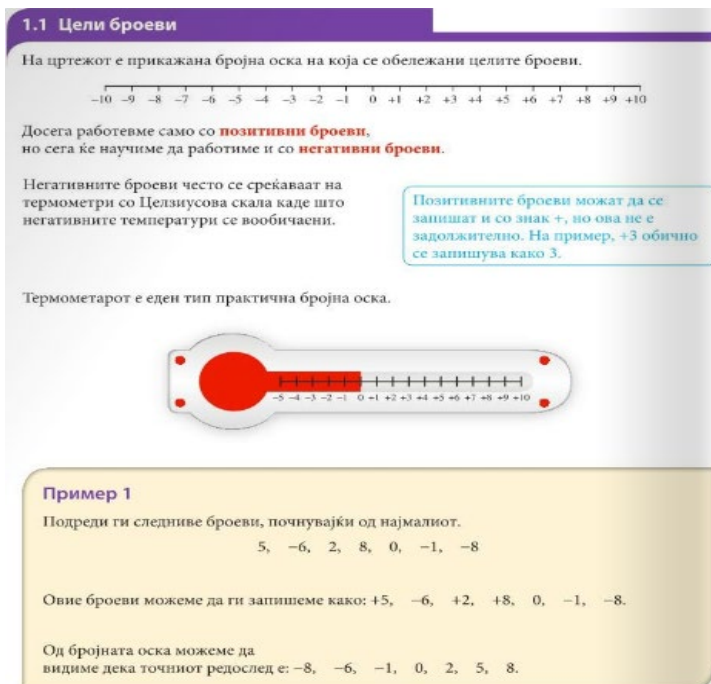 1.1 Цели броеви
На цртежот е прикажана бројна оска на која се обележани целите броеви.
−10 −9 −8 −7 −6 −5 −4 −3 −2 −1 0 +1 +2 +3 +4 +5 +6 +7 +8 +9 +10
Досега работевме само со позитивни броеви,
но сега ќе научиме да работиме и со негативни броеви.
Негативните броеви често се среќаваат на
термометри со Целзиусова скала каде што
негативните температури се вообичаени.
Позитивните броеви можат да се
запишат и со знак +, но ова не е
задолжително. На пример, +3 обично
се запишува како 3.
Термометарот е еден тип практична бројна оска.
−5 −4 −3 −2 −1 0 +1 +2 +3 +4 +5 +6 +7 +8 +9 +10
Пример 1
Подреди ги следниве броеви, почнувајќи од најмалиот.
5, −6, 2, 8, 0, −1, −8
Овие броеви можеме да ги запишеме како: +5, −6, +2, +8, 0, −1, −8.
Од бројната оска можеме да
видиме дека точниот редослед е: −8, −6, −1, 0, 2, 5, 8.